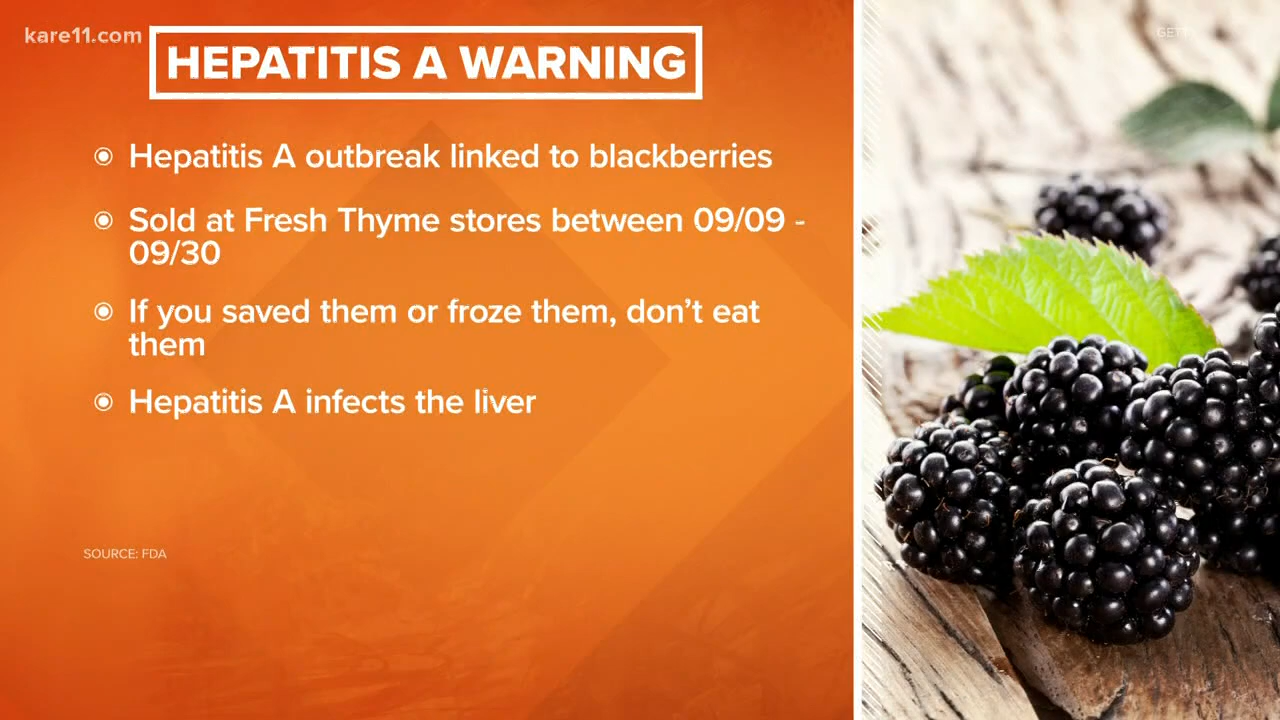 kare11.com
HEPATITIS A WARNING
Hepatitis A outbreak linked to blackberries
Sold at Fresh Thyme stores between 09/09 -
09/30
If you saved them or froze them, don’t eat
them
Hepatitis A infects the liver
SOURCE: FDA